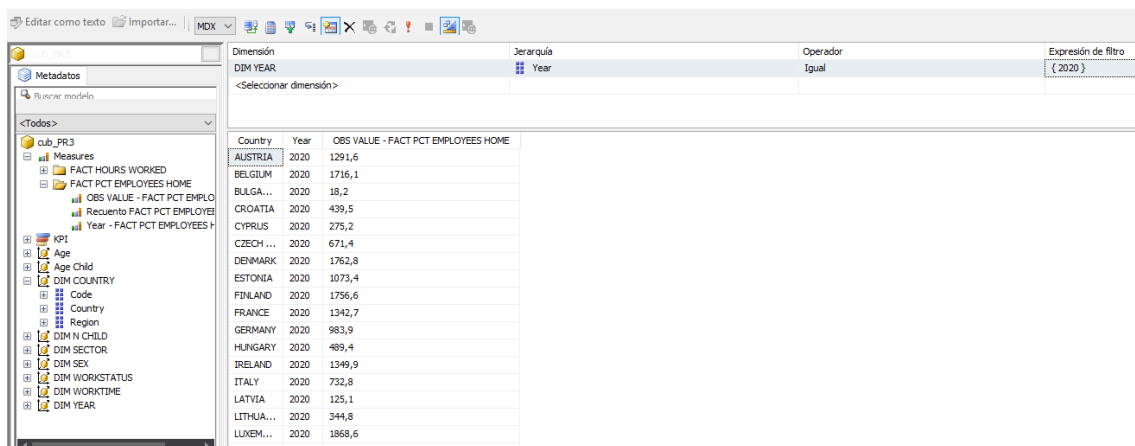 Editar como texto Importar... MDX
cub_PR3
Metadatos
Buscar modelo
<Todos>
cub_PR3
Measures
FACT HOURS WORKED
FACT PCT EMPLOYEES HOME
OBS VALUE - FACT PCT EMPLO
Recuento FACT PCT EMPLOYEE
Year - FACT PCT EMPLOYEES H
KPI
Age
Age Child
DIM COUNTRY
Code
Country
Region
DIM N CHILD
DIM SECTOR
DIM SEX
DIM WORKSTATUS
DIM WORKTIME
DIM YEAR
Dimensión Jerarquía Operador Expresión de filtro
DIM YEAR Year Igual { 2020 }
<Seleccionar dimensión>
Country Year OBS VALUE - FACT PCT EMPLOYEES HOME
AUSTRIA 2020 1291,6
BELGIUM 2020 1716,1
BULGA... 2020 18,2
CROATIA 2020 439,5
CYPRUS 2020 275,2
CZECH ... 2020 671,4
DENMARK 2020 1762,8
ESTONIA 2020 1073,4
FINLAND 2020 1756,6
FRANCE 2020 1342,7
GERMANY 2020 983,9
HUNGARY 2020 489,4
IRELAND 2020 1349,9
ITALY 2020 732,8
LATVIA 2020 125,1
LITHUA... 2020 344,8
LUXEM... 2020 1868,6